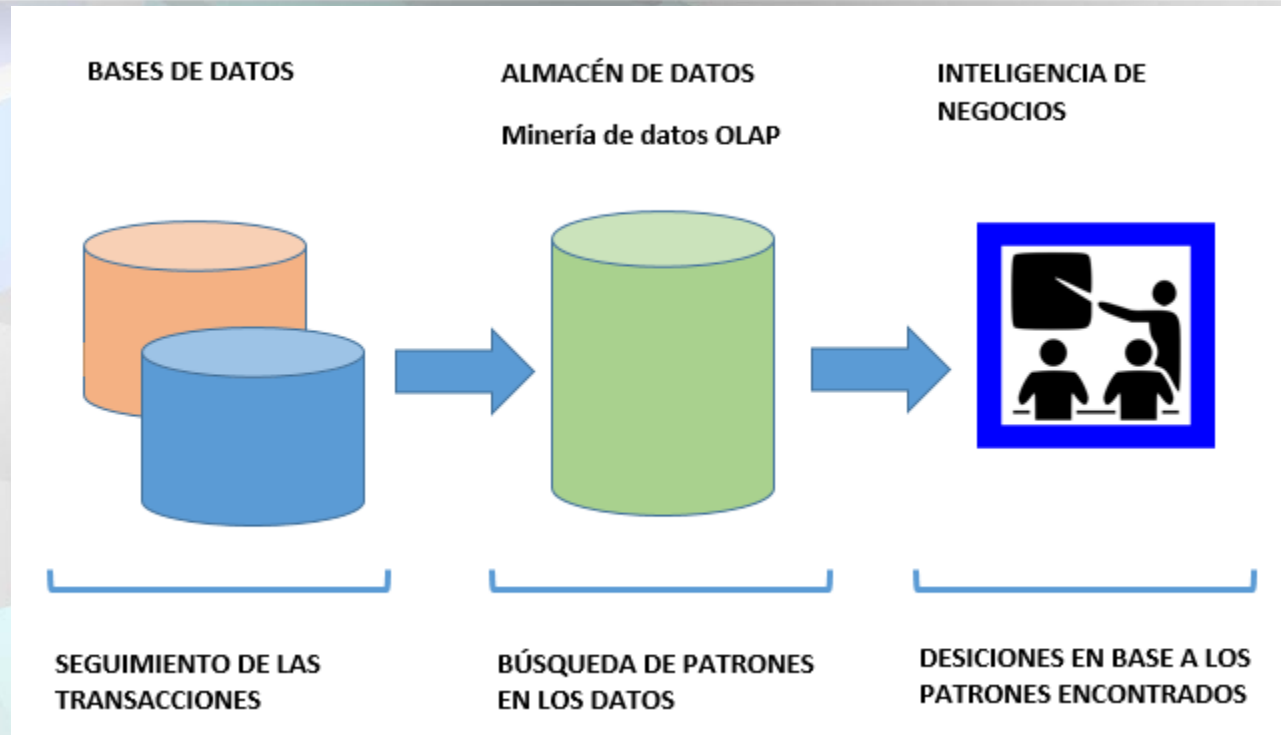 BASES DE DATOS
ALMACÉN DE DATOS
Minería de datos OLAP
INTELIGENCIA DE
NEGOCIOS
SEGUIMIENTO DE LAS
TRANSACCIONES
BÚSQUEDA DE PATRONES
EN LOS DATOS
DESICIONES EN BASE A LOS
PATRONES ENCONTRADOS